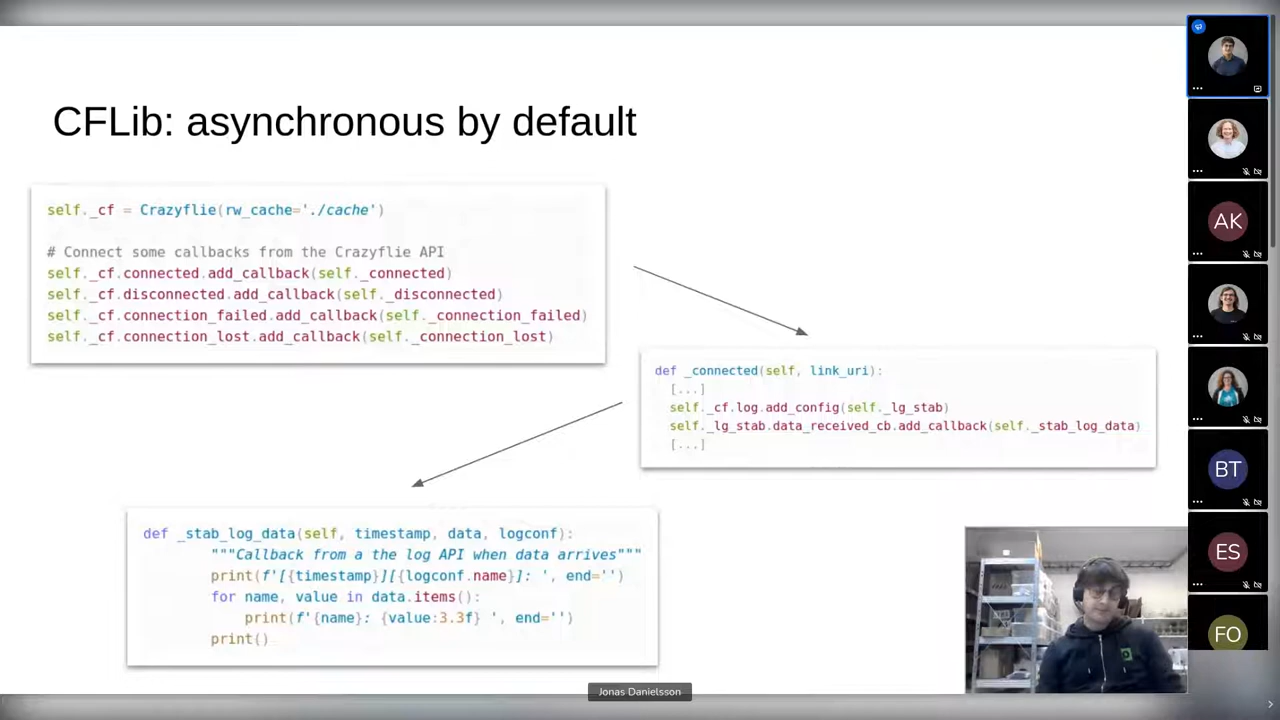 CFLib: asynchronous by default
self._cf = Crazyflie(rw_cache='./cache')
# Connect some callbacks from the Crazyflie API
self._cf.connected.add_callback(self._connected)
self._cf.disconnected.add_callback(self._disconnected)
self._cf.connection_failed.add_callback(self._connection_failed)
self._cf.connection_lost.add_callback(self._connection_lost)
def _connected(self, link_uri):
[...]
self._cf.log.add_config(self._lg_stab)
self._lg_stab.data_received_cb.add_callback(self._stab_log_data)
[...]
def _stab_log_data(self, timestamp, data, logconf):
"""Callback from a the log API when data arrives"""
print(f'[{timestamp}][{logconf.name}]: ', end='')
for name, value in data.items():
print(f'{name}: {value:3.3f} ', end='')
print()
Jonas Danielsson
AK
BT
ES
FO